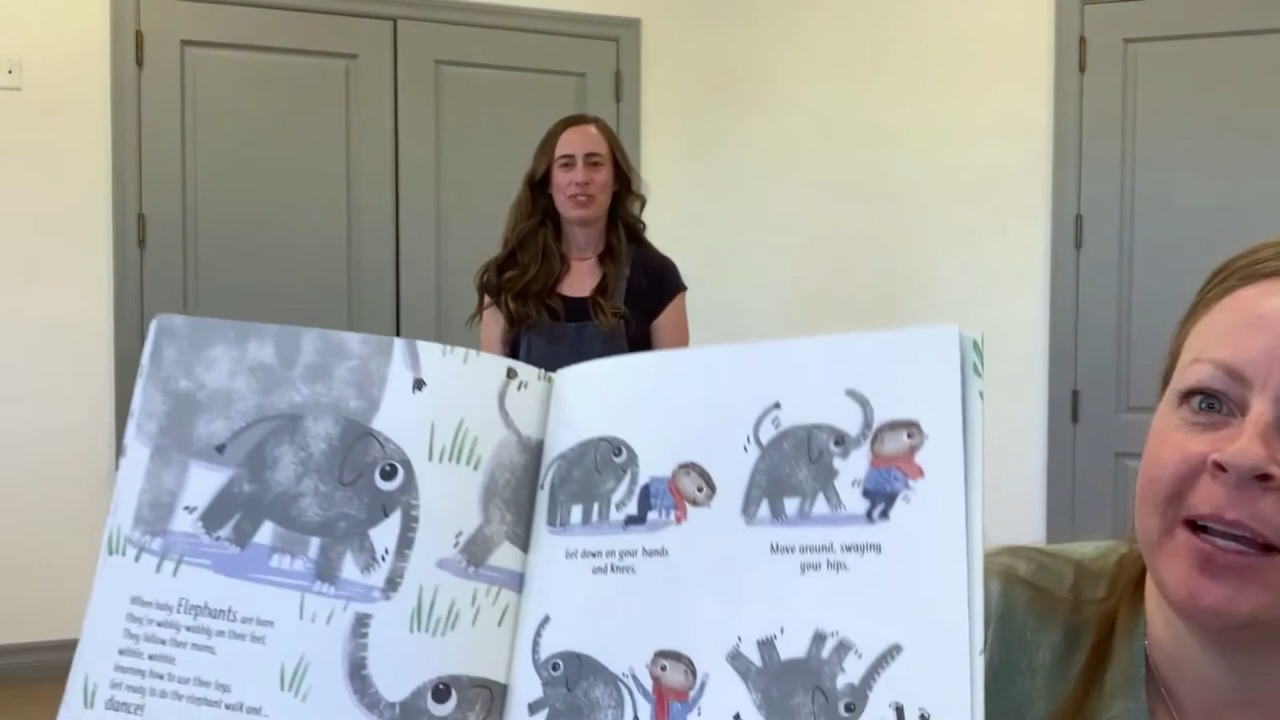 When baby Elephants are born
they're wibbly-wobbly on their feet.
They follow their mums,
wibble, wobble,
learning how to use their legs.
Get ready to do the elephant walk and ...
dance!
Get down on your hands
and knees.
Move around, swaying
your hips.